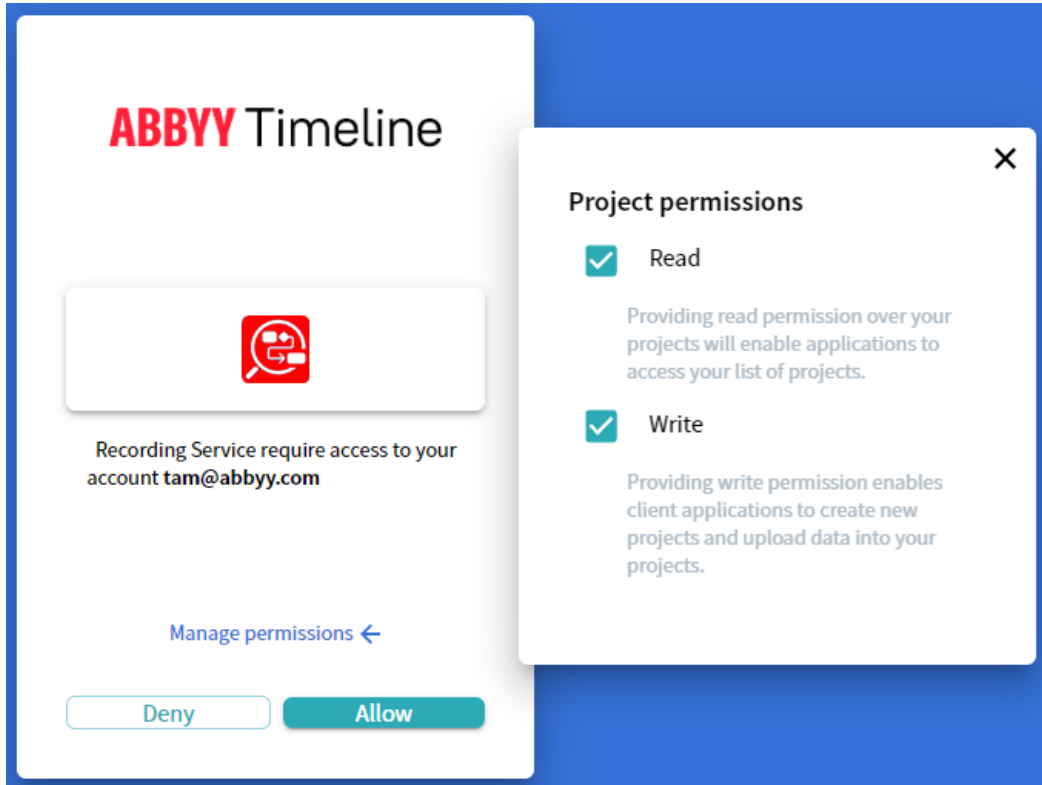 ABBYY Timeline
Recording Service require access to your
account tam@abbyy.com
Manage permissions ←
Deny
Allow
Project permissions
Read
Providing read permission over your
projects will enable applications to
access your list of projects.
Write
Providing write permission enables
client applications to create new
projects and upload data into your
projects.